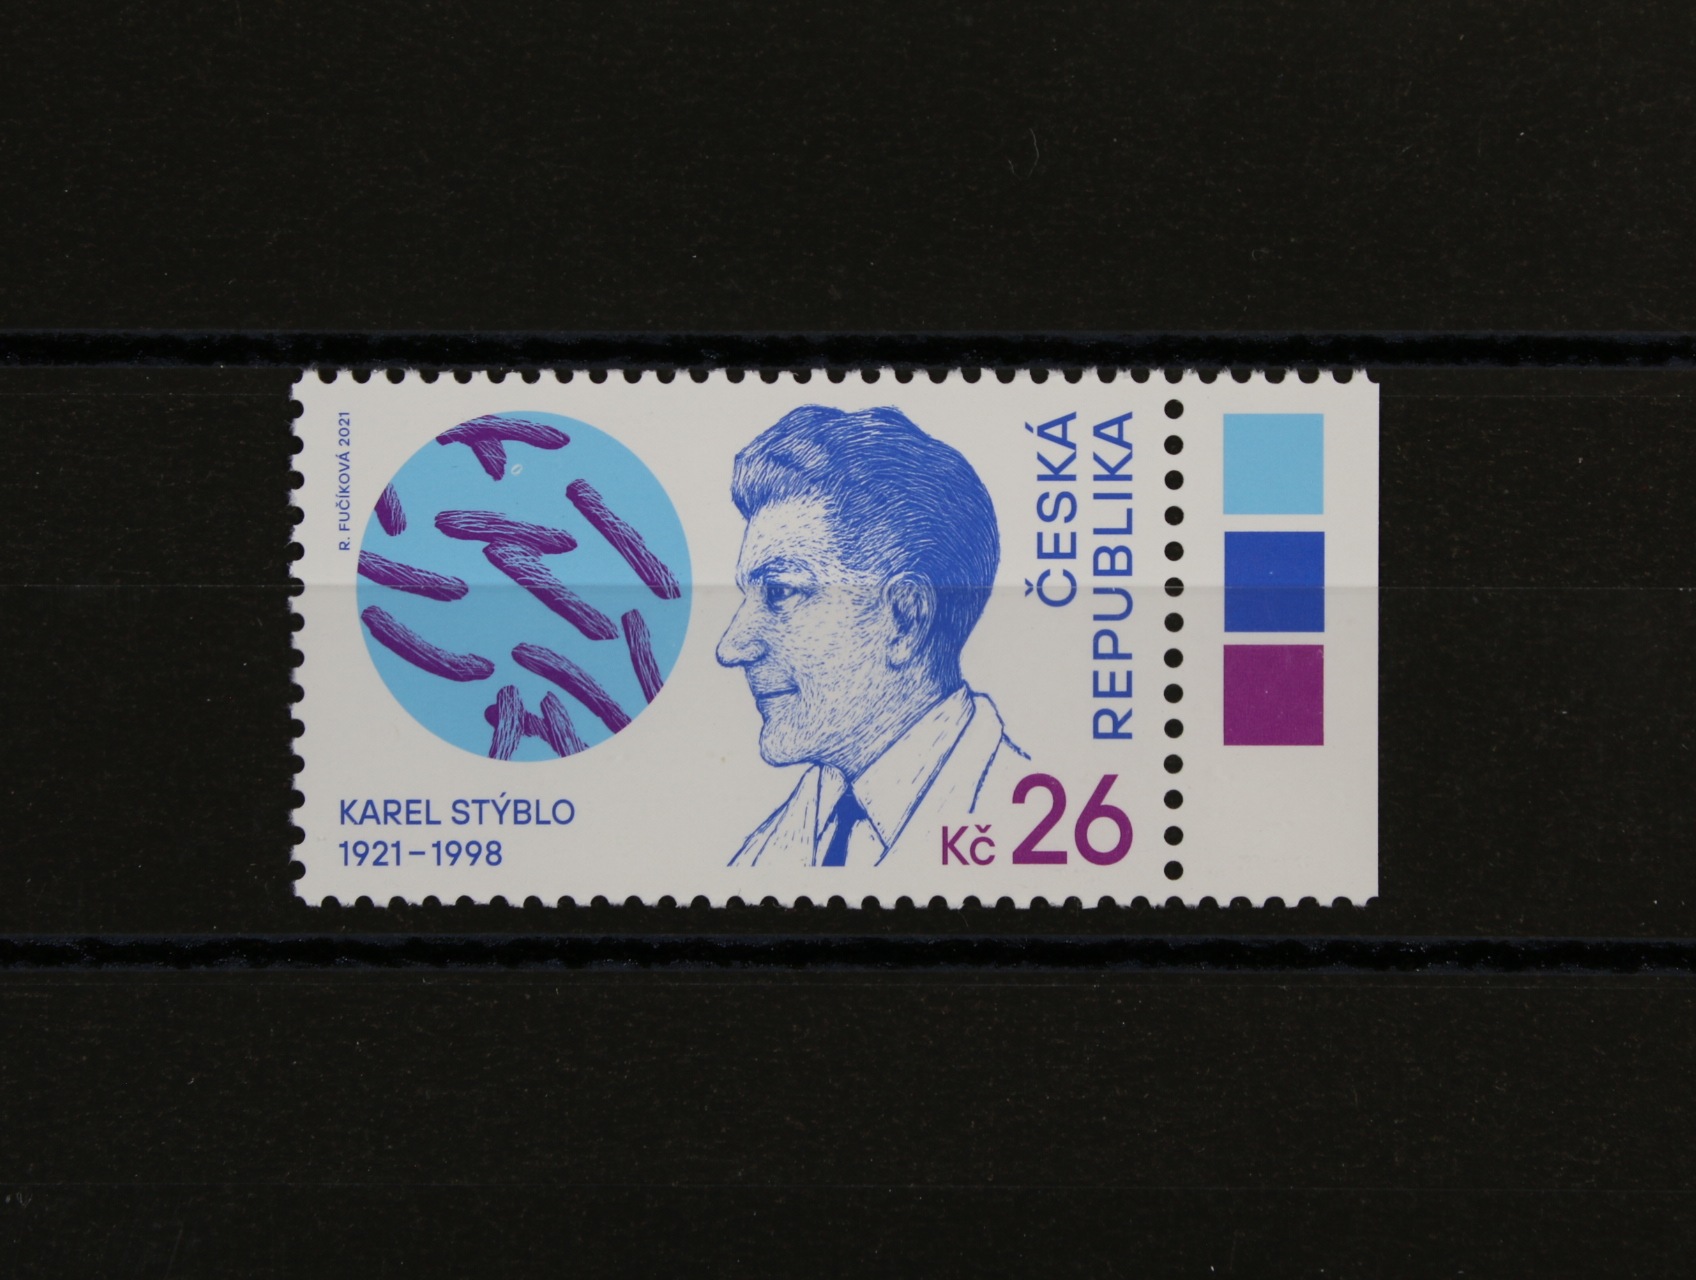 R. FUČÍKOVÁ 2021
KAREL STÝBLO
1921–1998
ČESKÁ
REPUBLIKA
Kč 26